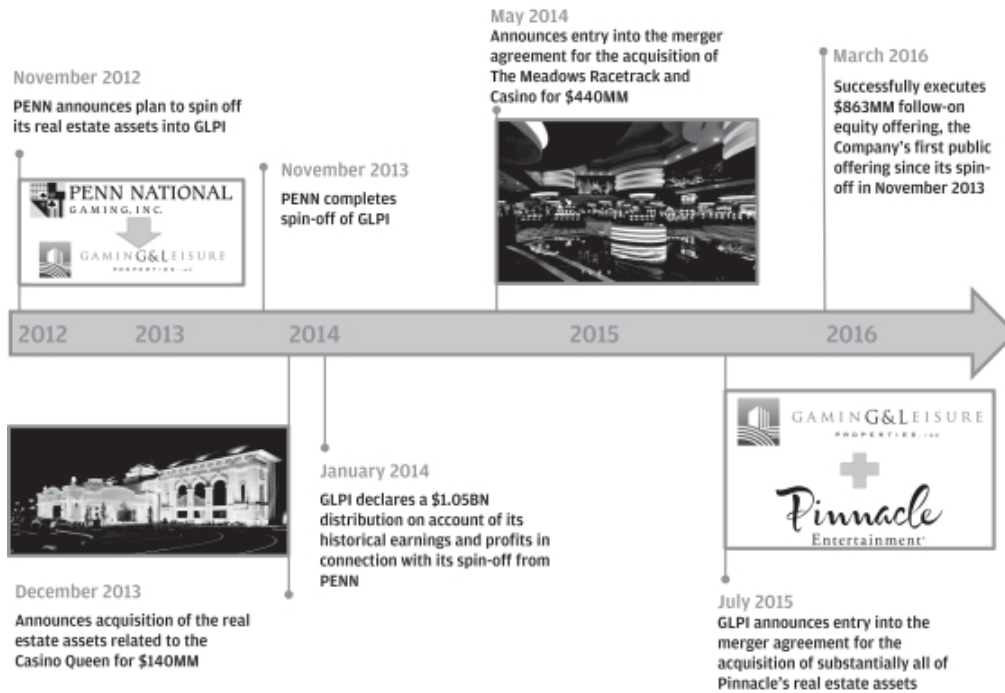 May 2014
Announces entry into the merger
agreement for the acquisition of
The Meadows Racetrack and
Casino for $440MM
March 2016
Successfully executes
$863MM follow-on
equity offering, the
Company's first public
offering since its spin-
off in November 2013
November 2012
PENN announces plan to spin off
its real estate assets into GLPI
November 2013
PENN completes
spin-off of GLPI
PENN NATIONAL
GAMING, INC.
GAMING&LEISURE
PROPERTIES, INC
2012 2013 2014 2015 2016
GAMING&LEISURE
PROPERTIES, INC
Pinnacle
Entertainment
January 2014
GLPI declares a $1.05BN
distribution on account of its
historical earnings and profits in
connection with its spin-off from
PENN
December 2013
Announces acquisition of the real
estate assets related to the
Casino Queen for $140MM
July 2015
GLPI announces entry into the
merger agreement for the
acquisition of substantially all of
Pinnacle's real estate assets